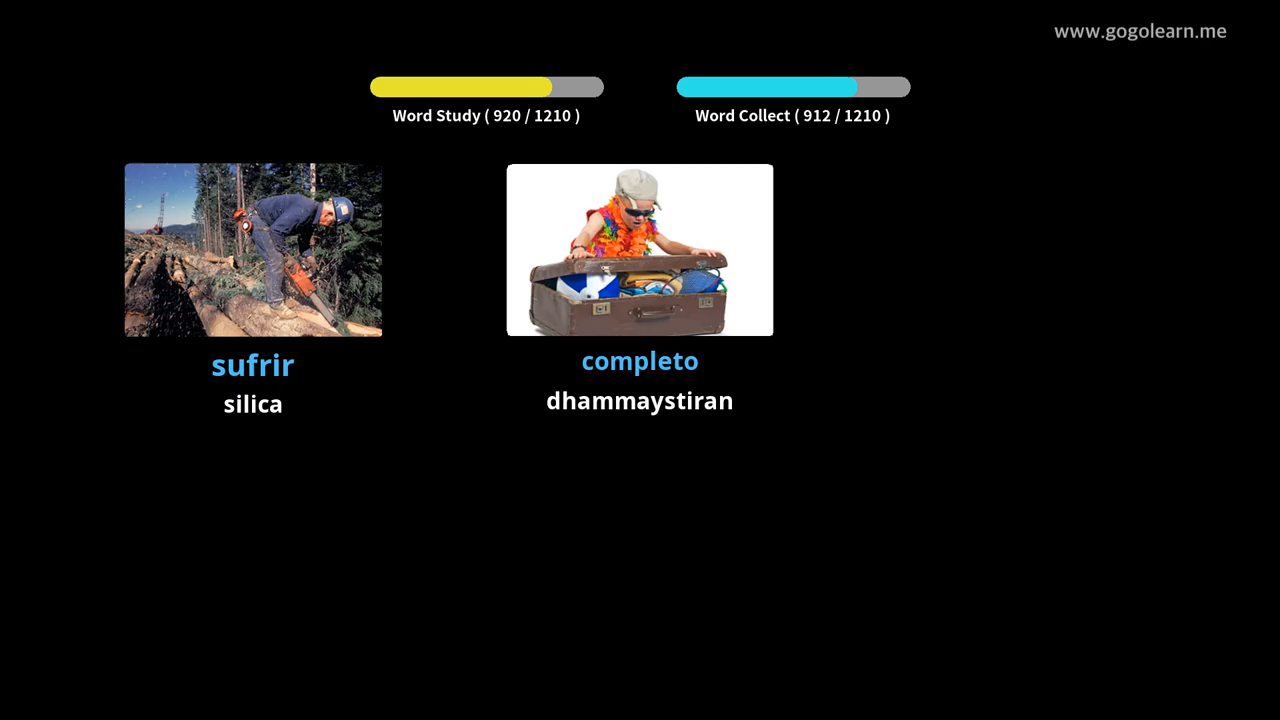 www.gogolearn.me
Word Study ( 920 / 1210 )
Word Collect ( 912 / 1210 )
sufrir
silica
completo
dhammaystiran